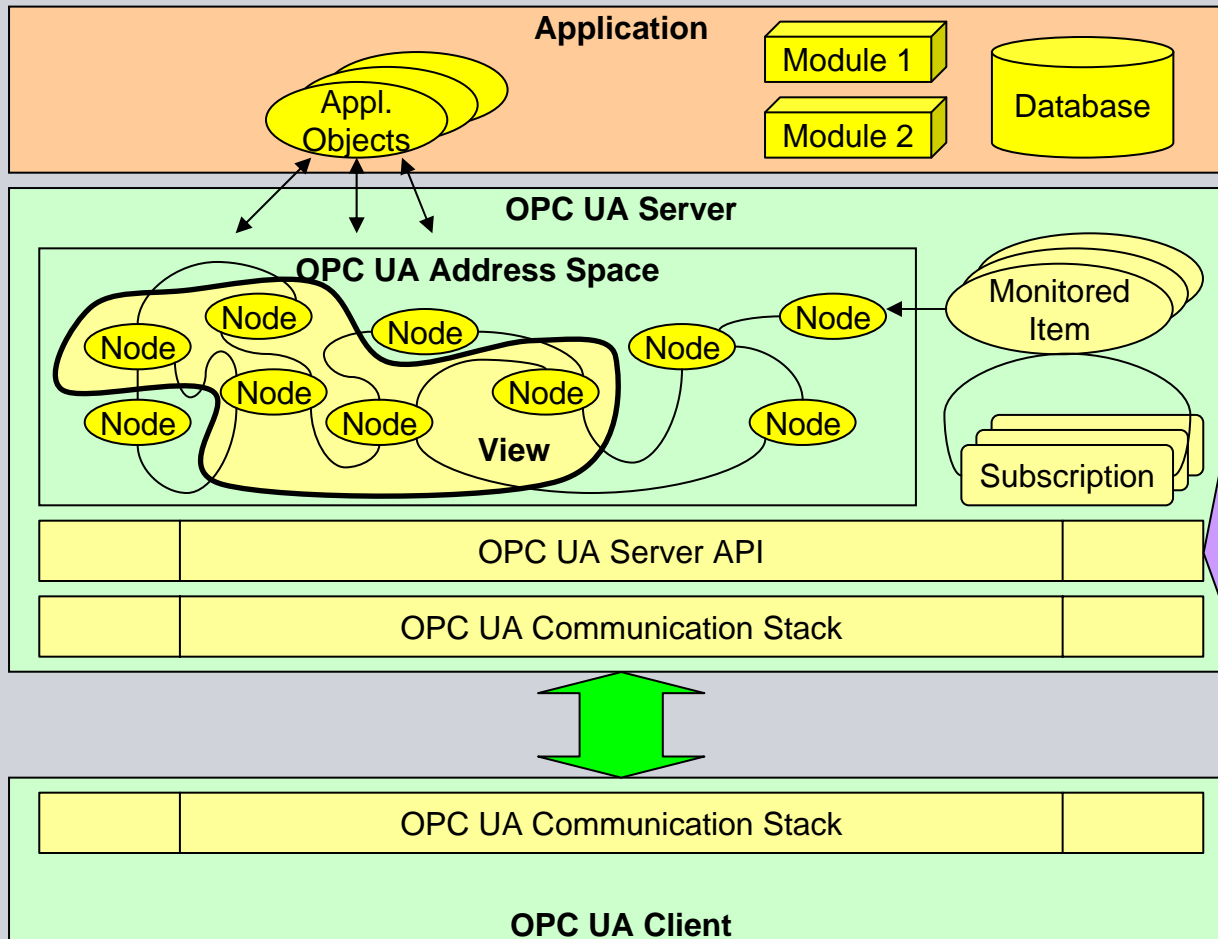 Application
Module 1
Module 2
Database
Appl.
Objects
OPC UA Server
OPC UA Address Space
Node
Node
Node
Node
Node
Node
Node
Node
Node
Node
View
Monitored
Item
Subscription
OPC UA Server API
OPC UA Communication Stack
OPC UA Communication Stack
OPC UA Client